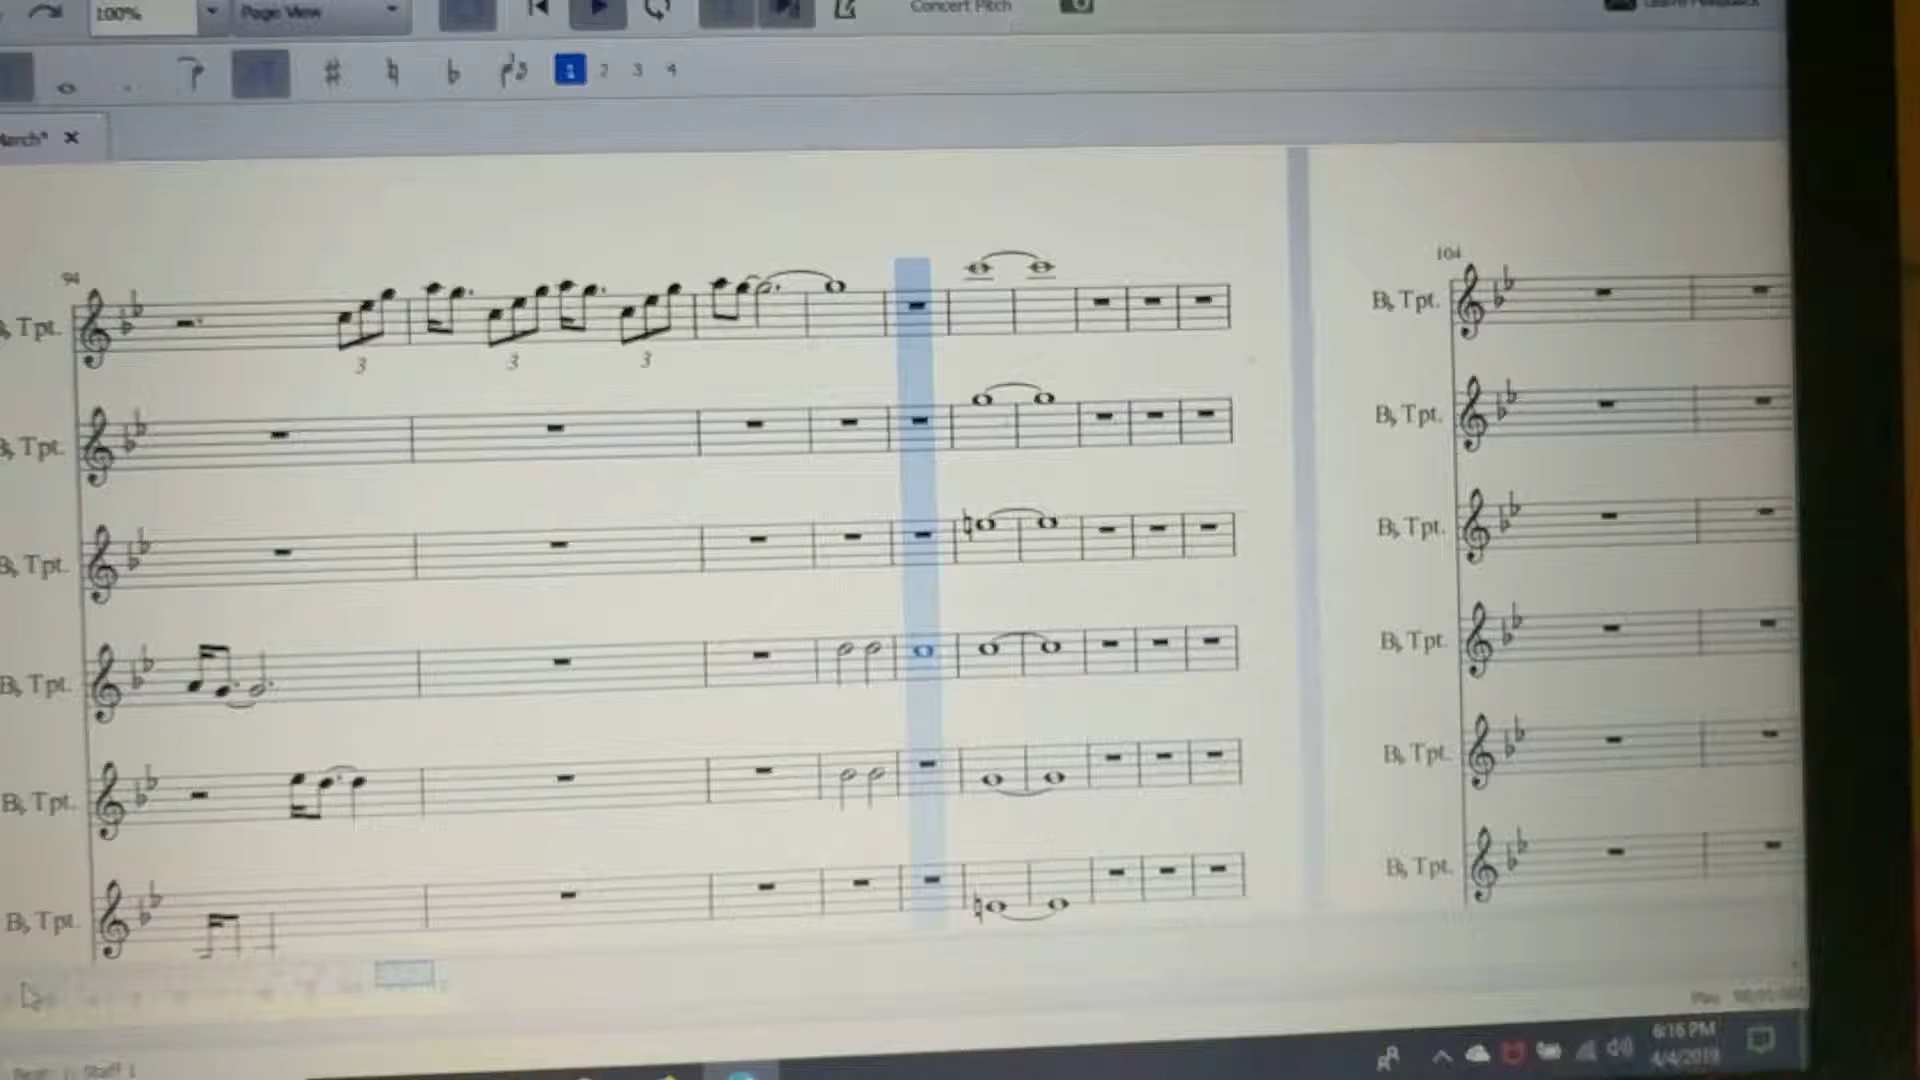 100% Page View Concert Pitch
1 2 3 4
94
104
Tpt. B♭ Tpt.
3 3 3
Tpt. B♭ Tpt.
B♭ Tpt. B♭ Tpt.
B♭ Tpt. B♭ Tpt.
B♭ Tpt. B♭ Tpt.
B♭ Tpt. B♭ Tpt.
6:16 PM
4/4/2019